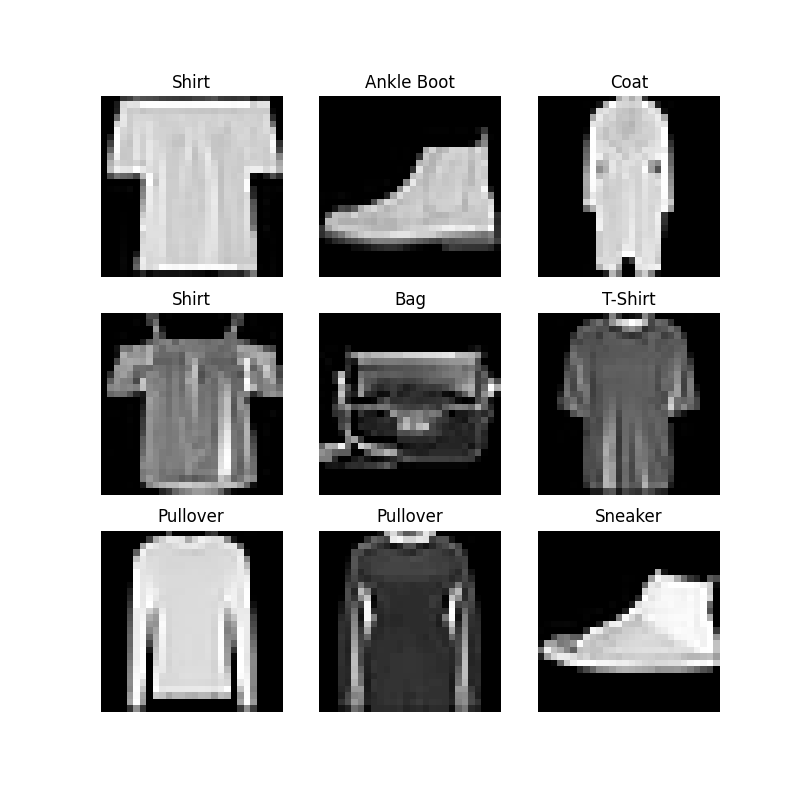 Shirt
Ankle Boot
Coat
Shirt
Bag
T-Shirt
Pullover
Pullover
Sneaker